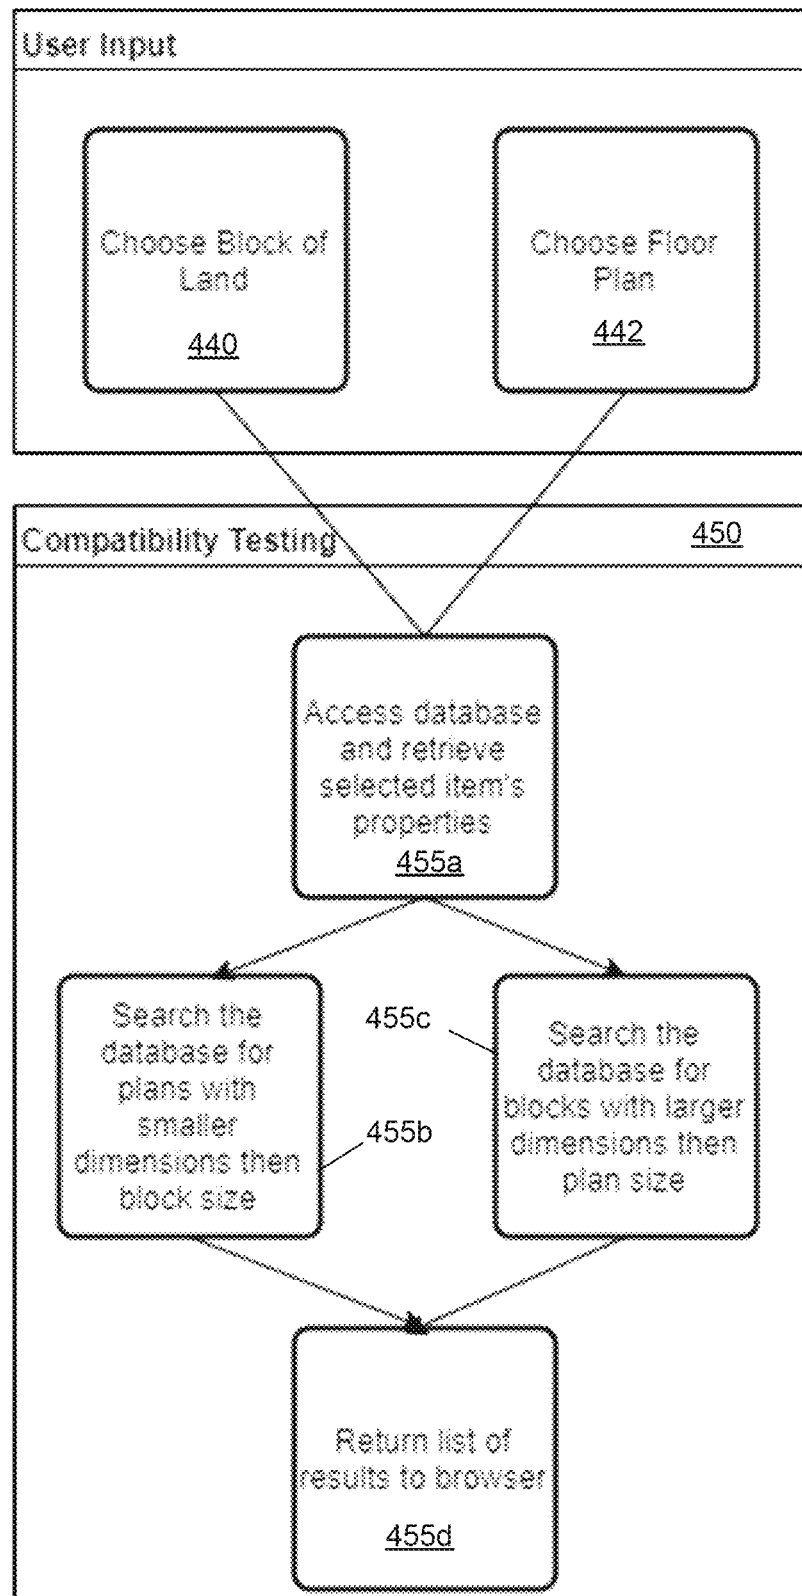 User Input
Choose Block of
Land
440
Choose Floor
Plan
442
Compatibility Testing
450
Access database
and retrieve
selected item's
properties
455a
Search the
database for
plans with
smaller
dimensions then
block size
455b
455c
Search the
database for
blocks with larger
dimensions then
plan size
Return list of
results to browser
455d